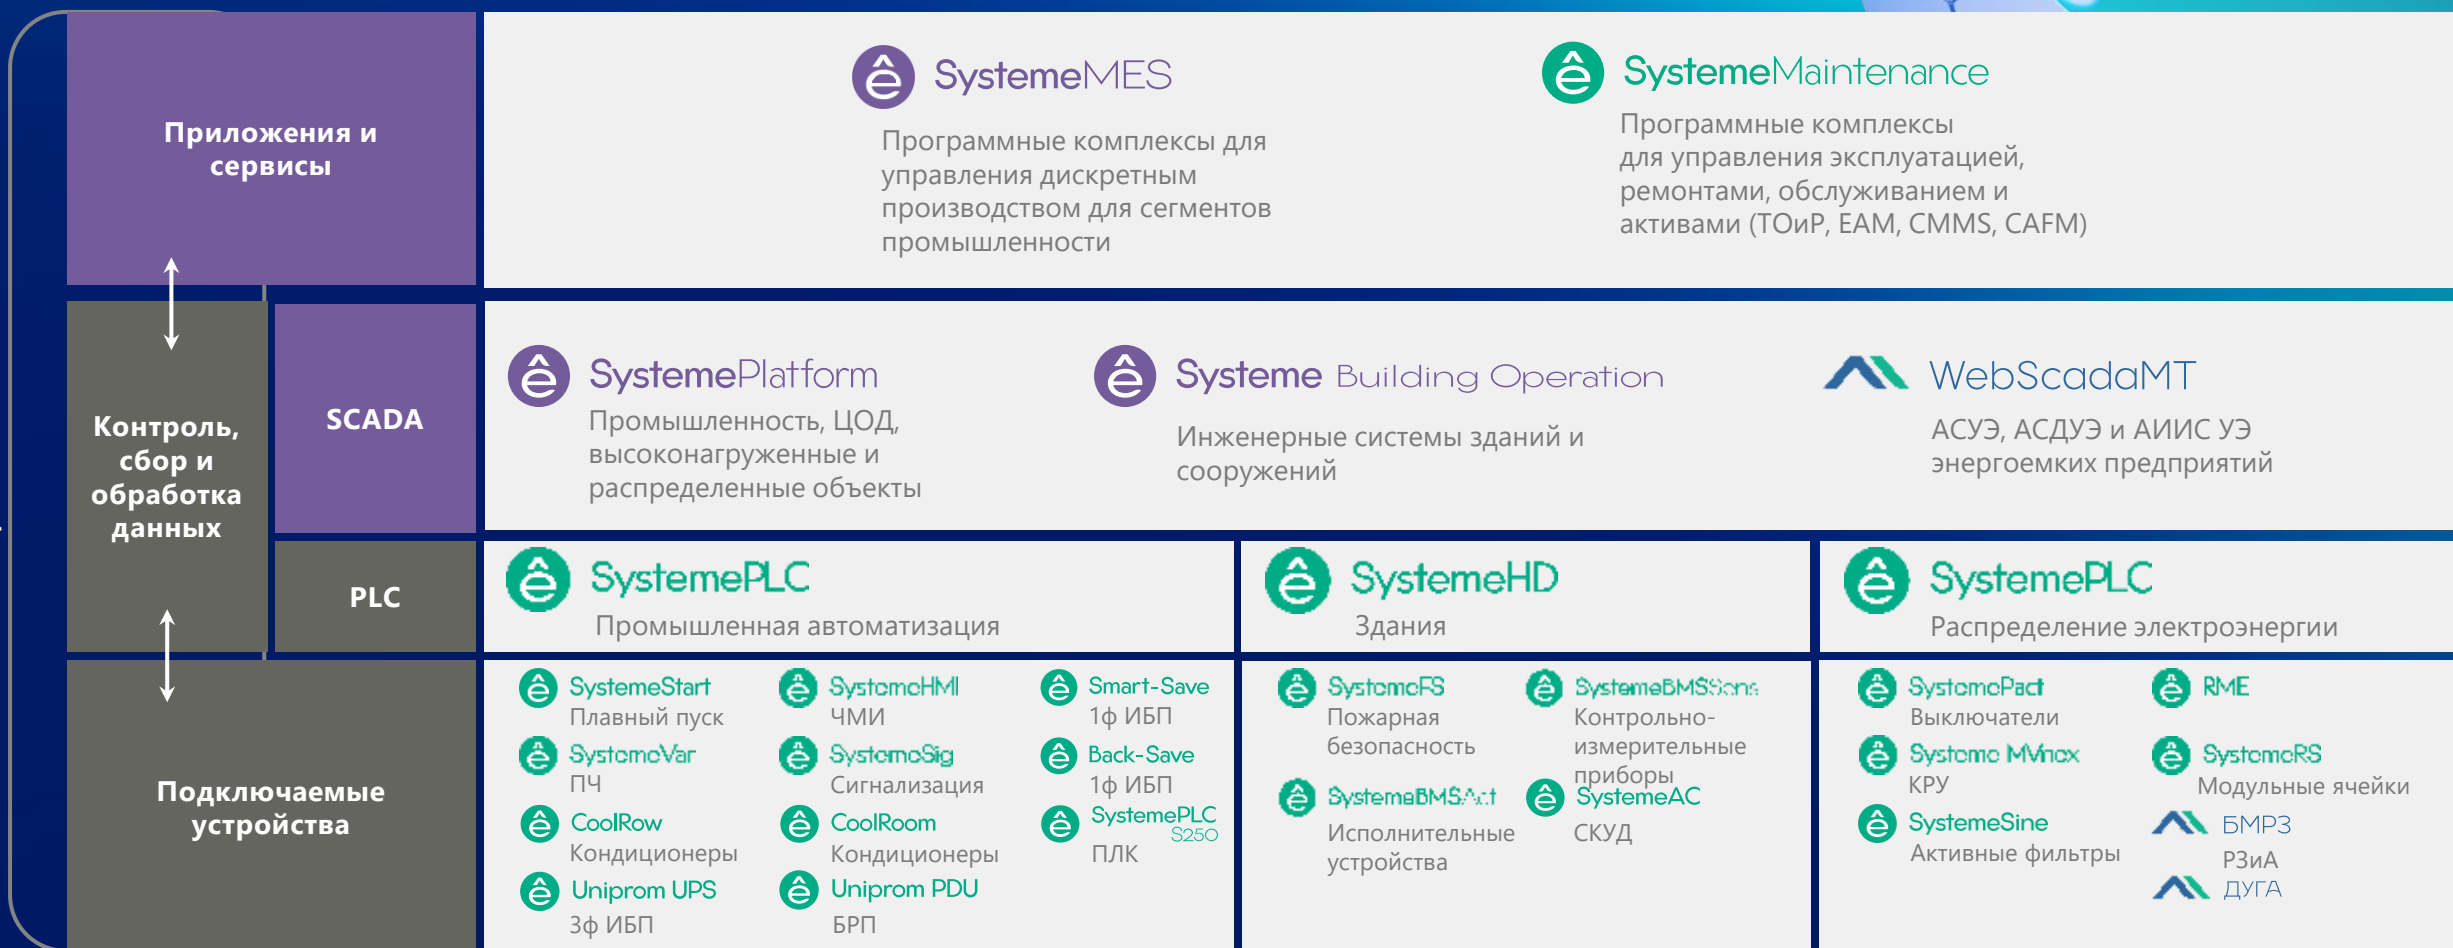 Приложения и
сервисы
SystemeMES
Программные комплексы для
управления дискретным
производством для сегментов
промышленности
SystemeMaintenance
Программные комплексы
для управления эксплуатацией,
ремонтами, обслуживанием и
активами (ТОиР, EAM, CMMS, CAFM)
Контроль,
сбор и
обработка
данных
SCADA
SystemePlatform
Промышленность, ЦОД,
высоконагруженные и
распределенные объекты
Systeme Building Operation
Инженерные системы зданий и
сооружений
WebScadaMT
АСУЭ, АСДУЭ и АИИС УЭ
энергоемких предприятий
PLC
SystemePLC
Промышленная автоматизация
SystemeHD
Здания
SystemePLC
Распределение электроэнергии
Подключаемые
устройства
SystemeStart
Плавный пуск
SystemeVar
ПЧ
CoolRow
Кондиционеры
Uniprom UPS
3ф ИБП
SystemeHMI
ЧМИ
SystemeSig
Сигнализация
CoolRoom
Кондиционеры
Uniprom PDU
БРП
Smart-Save
1ф ИБП
Back-Save
1ф ИБП
SystemePLC
S250
ПЛК
SystemeFS
Пожарная
безопасность
SystemeBMSAct
Исполнительные
устройства
SystemeBMSSens
Контрольно-
измерительные
приборы
SystemeAC
СКУД
SystemePact
Выключатели
Systeme MVnex
КРУ
SystemeSine
Активные фильтры
RME
SystemeRS
Модульные ячейки
БМРЗ
РЗиА
ДУГА